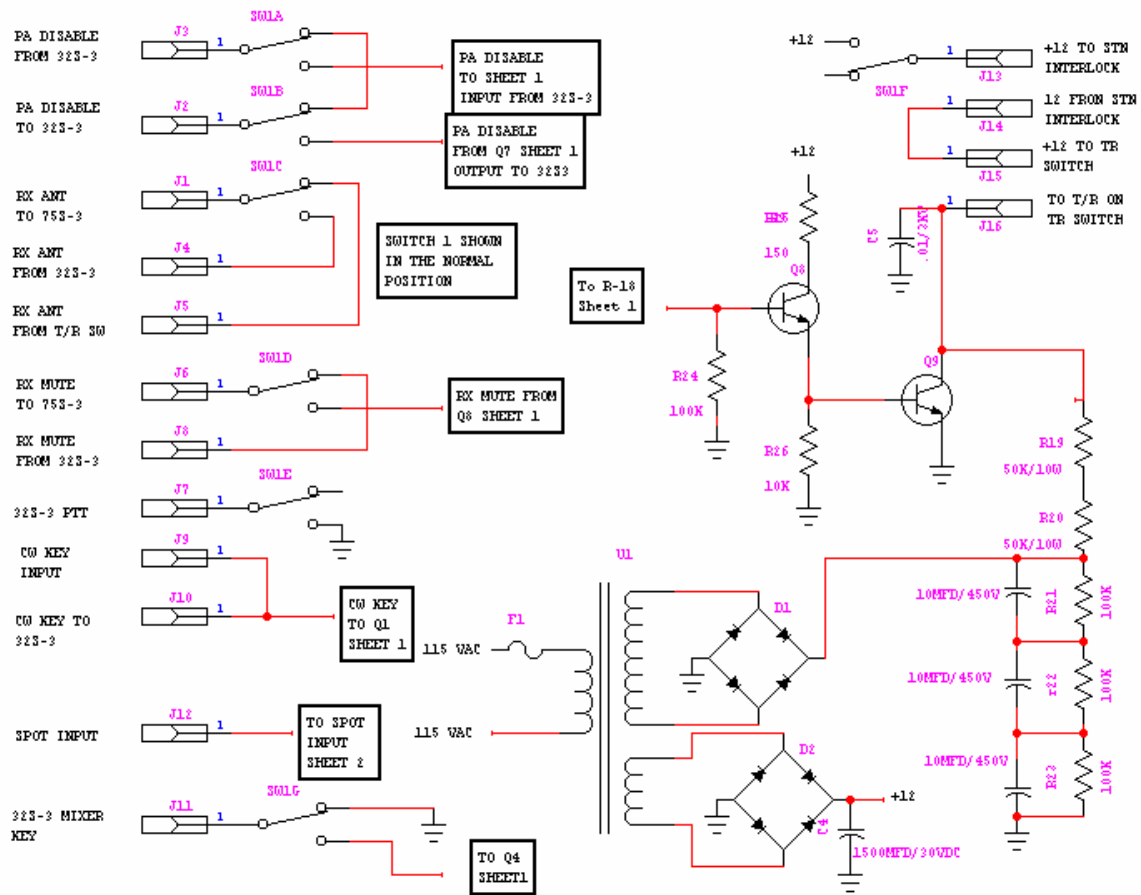 PA DISABLE
FROM 32S-3
J3
1
SW1A
PA DISABLE
TO SHEET 1
INPUT FROM 32S-3
PA DISABLE
TO 32S-3
J2
1
SW1B
PA DISABLE
FROM Q7 SHEET 1
OUTPUT TO 32S3
RX ANT
TO 75S-3
J1
1
SW1C
RX ANT
FROM 32S-3
J4
1
SWITCH 1 SHOWN
IN THE NORMAL
POSITION
RX ANT
FROM T/R SW
J5
1
RX MUTE
TO 75S-3
J6
1
SW1D
RX MUTE FROM
Q8 SHEET 1
RX MUTE
FROM 32S-3
J8
1
32S-3 PTT
J7
1
SW1E
CW KEY
INPUT
J9
1
CW KEY TO
32S-3
J10
1
CW KEY
TO Q1
SHEET 1
SPOT INPUT
J12
1
TO SPOT
INPUT
SHEET 2
32S-3 MIXER
KEY
J11
1
SW1G
TO Q4
SHEET1
+12
SW1F
1
J13
+12 TO STN
INTERLOCK
1
J14
12 FRON STN
INTERLOCK
1
J15
+12 TO TR
SWITCH
1
J16
TO T/R ON
TR SWITCH
C5
.01/3KV
+12
150
Q8
To R-18
Sheet 1
R24
100K
R26
10K
Q9
R19
50K/10W
R20
50K/10W
U1
F1
115 VAC
115 VAC
D1
D2
+12
C4
1500MFD/30VDC
10MFD/450V
R21
100K
10MFD/450V
r22
100K
10MFD/450V
R23
100K